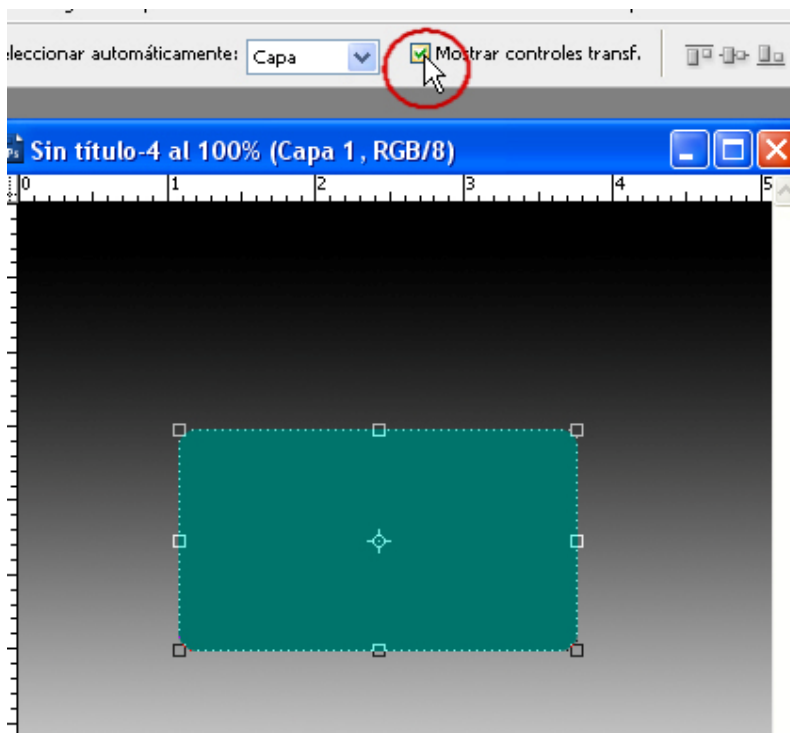 eleccionar automáticamente: Capa Mostrar controles transf.
Ps Sin título-4 al 100% (Capa 1, RGB/8)
0 1 2 3 4 5